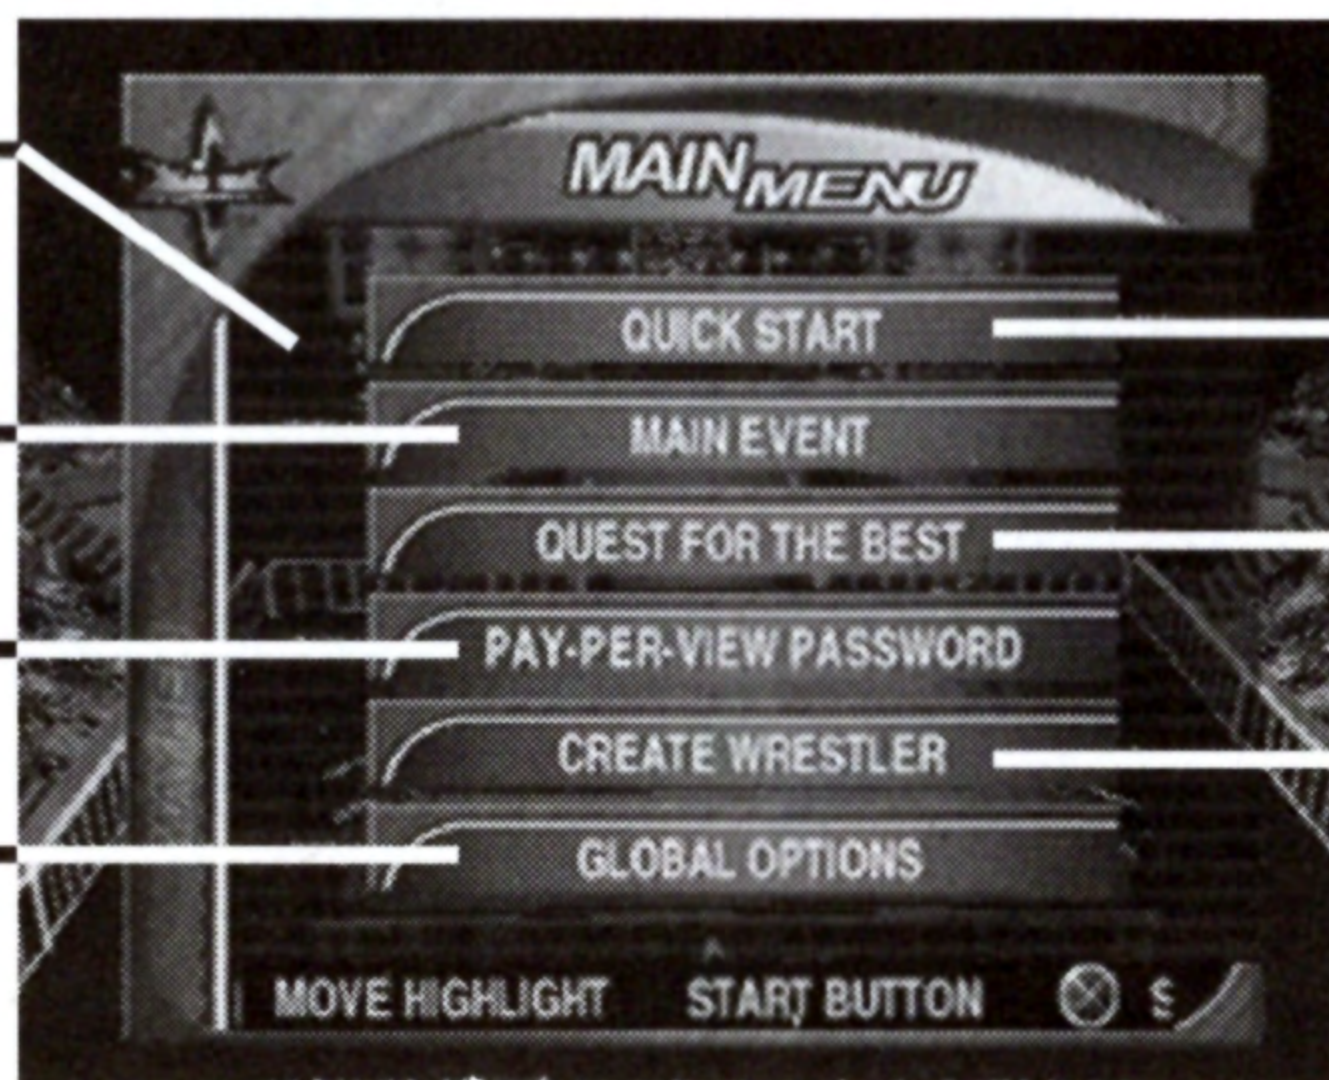 MAIN MENU
QUICK START
MAIN EVENT
QUEST FOR THE BEST
PAY-PER-VIEW PASSWORD
CREATE WRESTLER
GLOBAL OPTIONS
MOVE HIGHLIGHT START BUTTON S